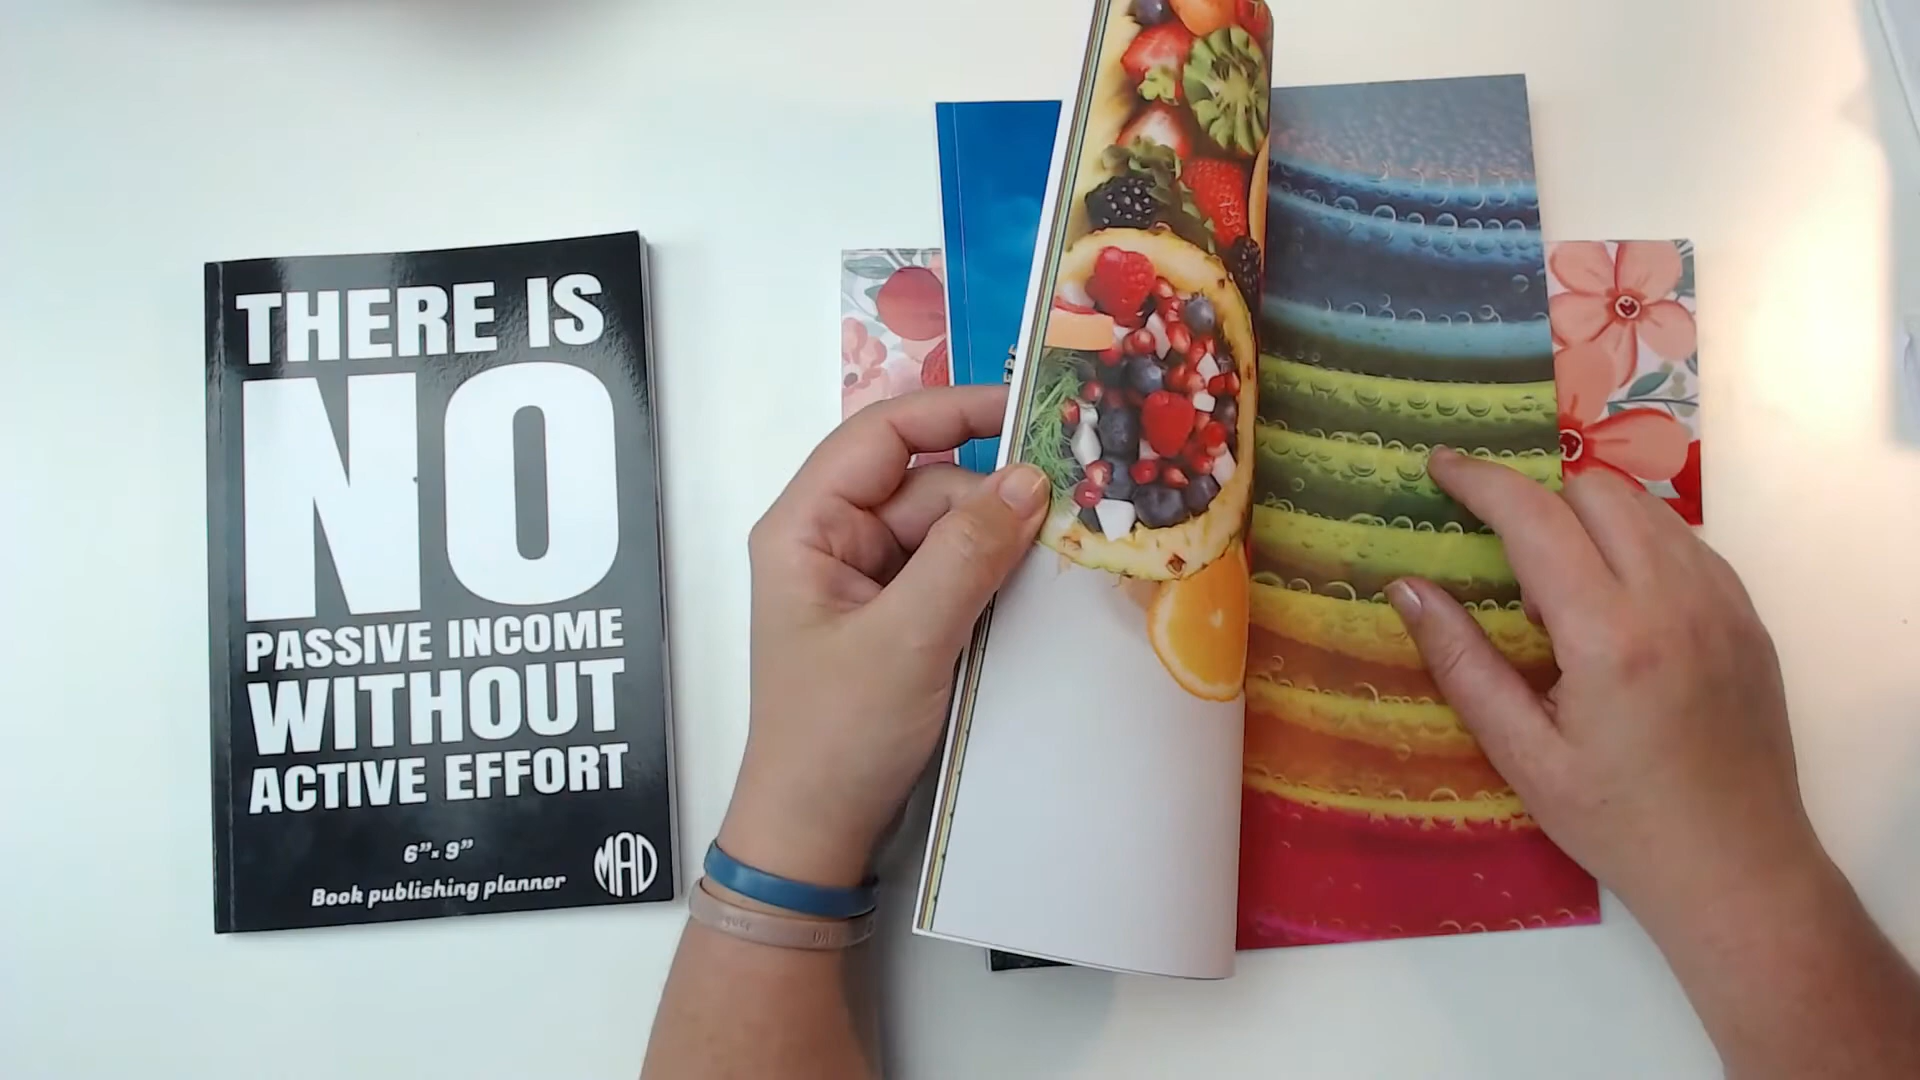 THERE IS
NO
PASSIVE INCOME
WITHOUT
ACTIVE EFFORT
6”x 9”
Book publishing planner
MAD